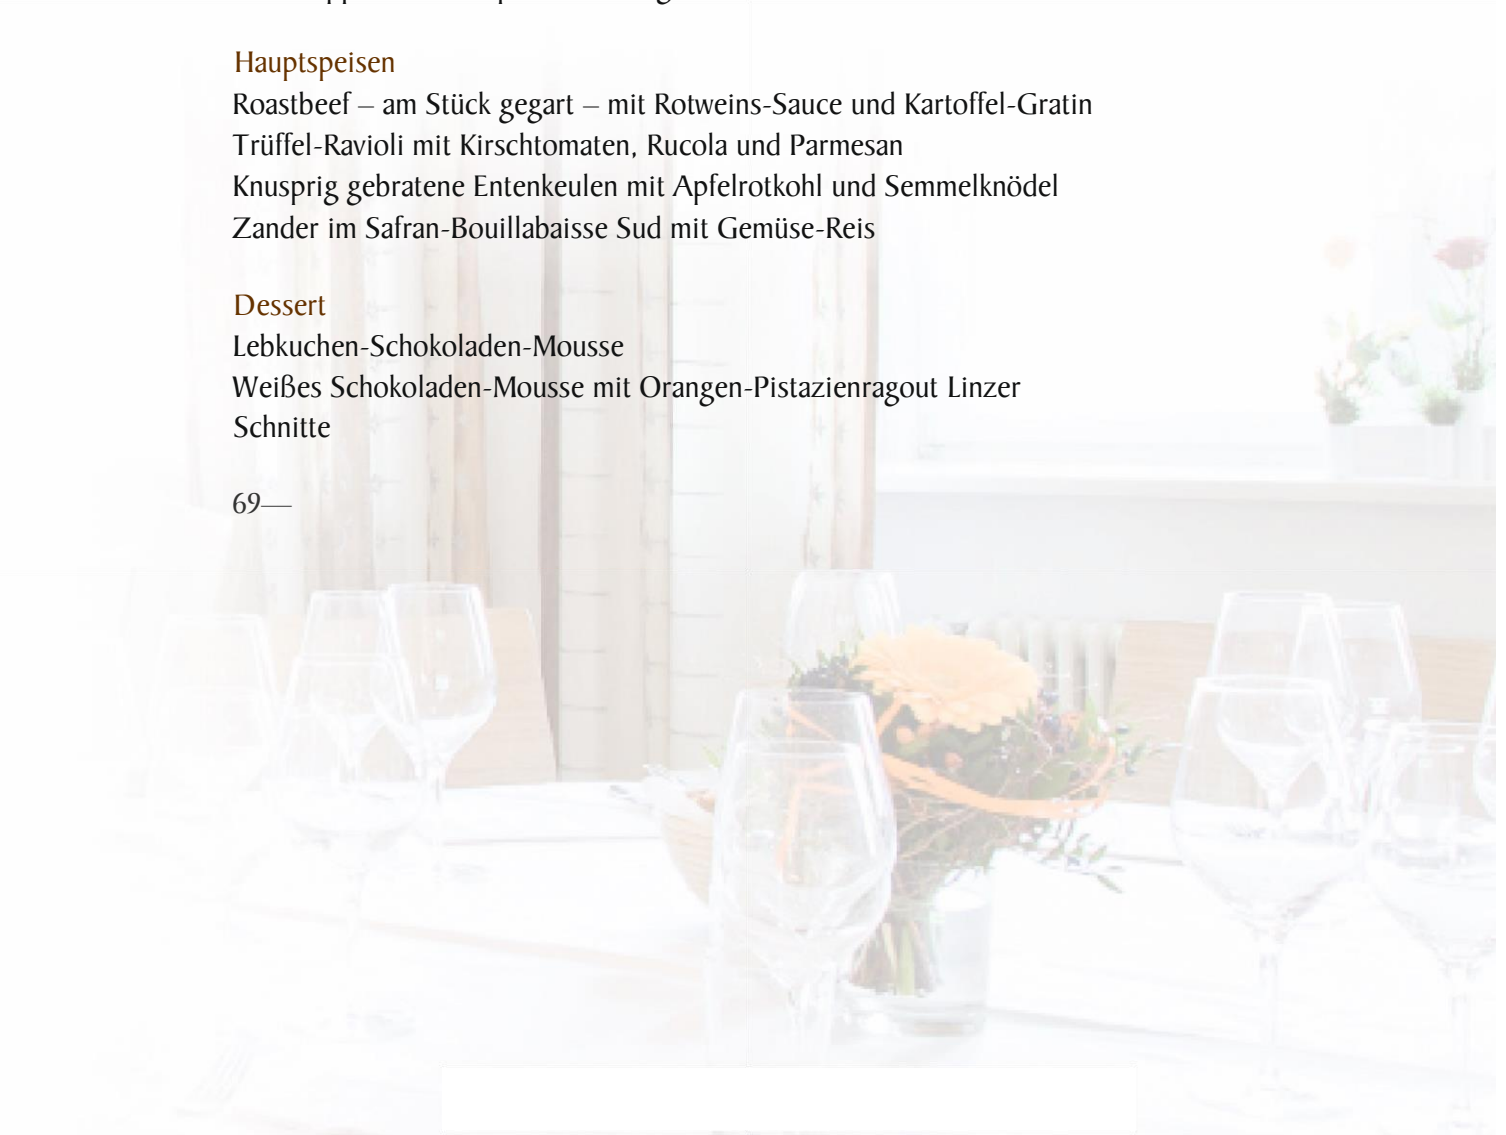 Hauptspeisen
Roastbeef – am Stück gegart – mit Rotweins-Sauce und Kartoffel-Gratin
Trüffel-Ravioli mit Kirschtomaten, Rucola und Parmesan
Knusprig gebratene Entenkeulen mit Apfelrotkohl und Semmelknödel
Zander im Safran-Bouillabaisse Sud mit Gemüse-Reis
Dessert
Lebkuchen-Schokoladen-Mousse
Weißes Schokoladen-Mousse mit Orangen-Pistazienragout Linzer
Schnitte
69—